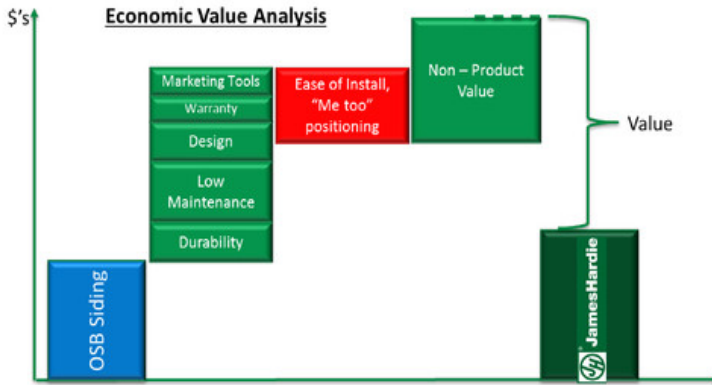 $'s
Economic Value Analysis
Marketing Tools
Warranty
Design
Low
Maintenance
Durability
Ease of Install,
“Me too”
positioning
Non – Product
Value
Value
OSB Siding
JamesHardie
JH